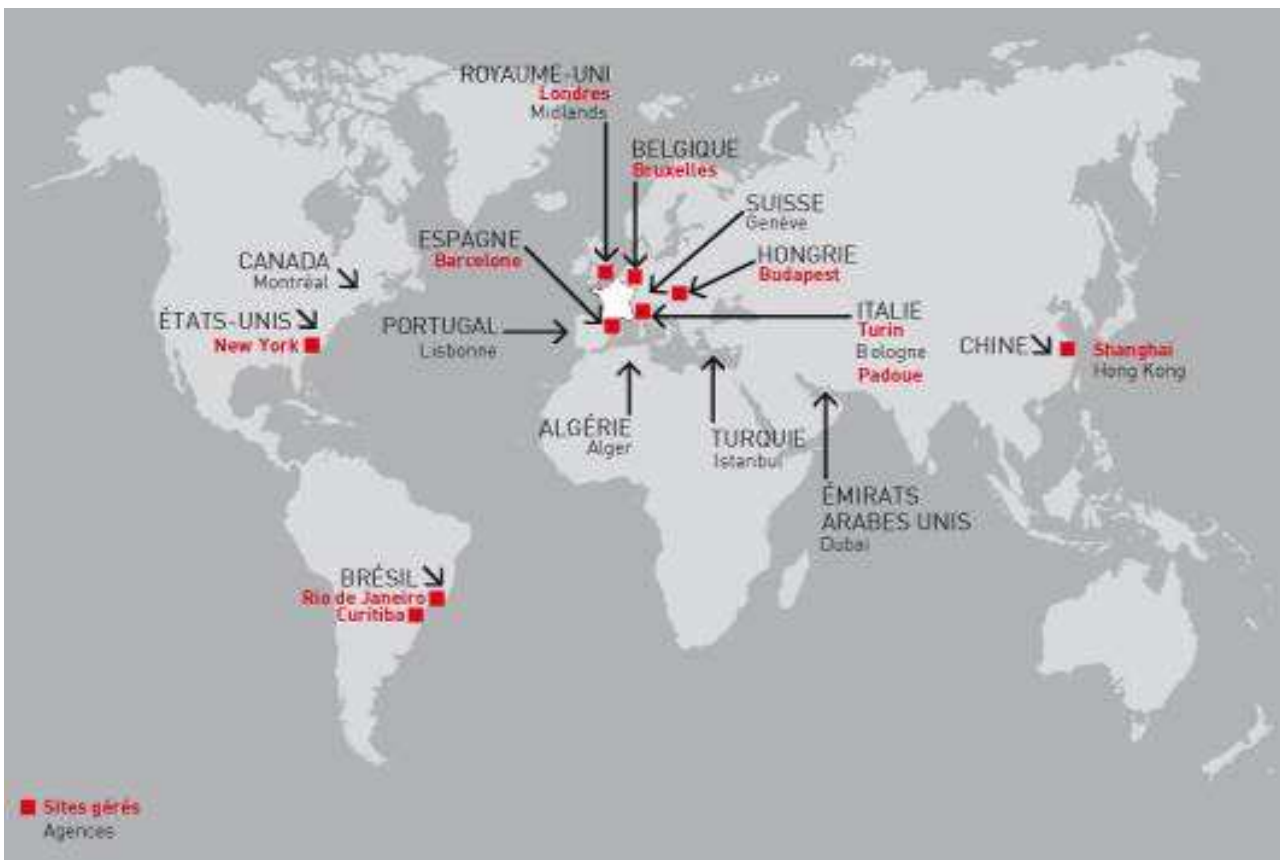 ROYAUME-UNI
Londres
Midlands
BELGIQUE
Bruxelles
SUISSE
Genève
ESPAGNE
Barcelone
HONGRIE
Budapest
CANADA
Montréal
ÉTATS-UNIS
New York
PORTUGAL
Lisbonne
ITALIE
Turin
Bologne
Padoue
CHINE
Shanghai
Hong Kong
ALGÉRIE
Alger
TURQUIE
Istanbul
ÉMIRATS
ARABES UNIS
Dubai
BRÉSIL
Rio de Janeiro
Curitiba
Sites gérés
Agences